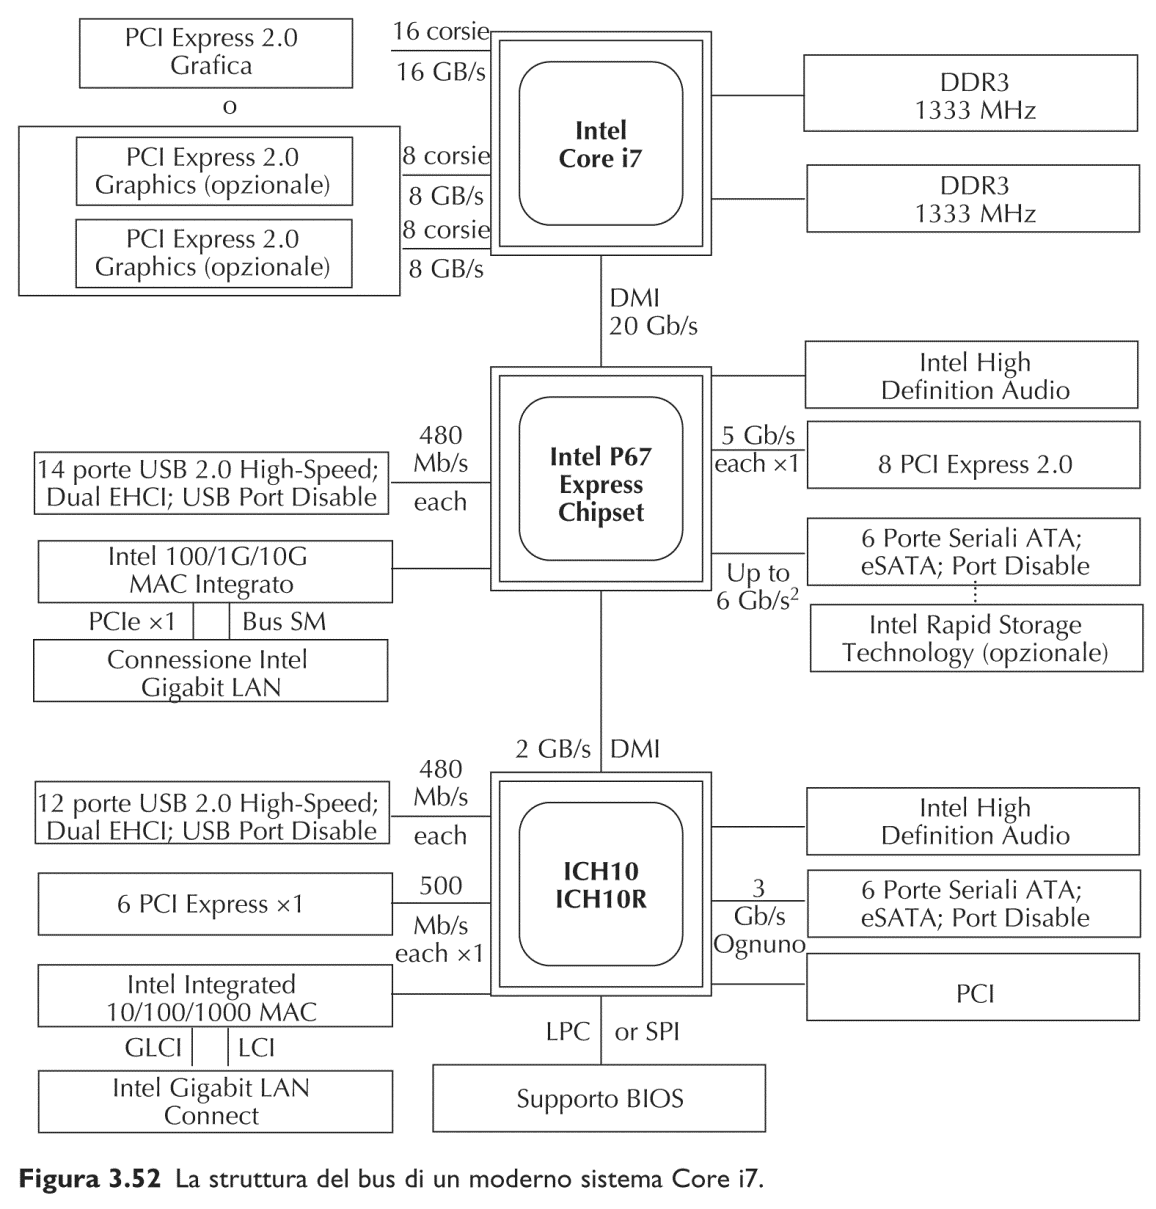 PCI Express 2.0
Grafica
o
PCI Express 2.0
Graphics (opzionale)
PCI Express 2.0
Graphics (opzionale)
16 corsie
16 GB/s
8 corsie
8 GB/s
8 corsie
8 GB/s
Intel
Core i7
DDR3
1333 MHz
DDR3
1333 MHz
DMI
20 Gb/s
14 porte USB 2.0 High-Speed;
Dual EHCI; USB Port Disable
480
Mb/s
each
Intel 100/1G/10G
MAC Integrato
PCIe ×1
Bus SM
Connessione Intel
Gigabit LAN
Intel P67
Express
Chipset
Intel High
Definition Audio
5 Gb/s
each ×1
8 PCI Express 2.0
Up to
6 Gb/s²
6 Porte Seriali ATA;
eSATA; Port Disable
Intel Rapid Storage
Technology (opzionale)
2 GB/s
DMI
12 porte USB 2.0 High-Speed;
Dual EHCI; USB Port Disable
480
Mb/s
each
6 PCI Express ×1
500
Mb/s
each ×1
Intel Integrated
10/100/1000 MAC
GLCI
LCI
Intel Gigabit LAN
Connect
ICH10
ICH10R
Intel High
Definition Audio
3
Gb/s
Ognuno
6 Porte Seriali ATA;
eSATA; Port Disable
PCI
LPC
or SPI
Supporto BIOS
Figura 3.52 La struttura del bus di un moderno sistema Core i7.